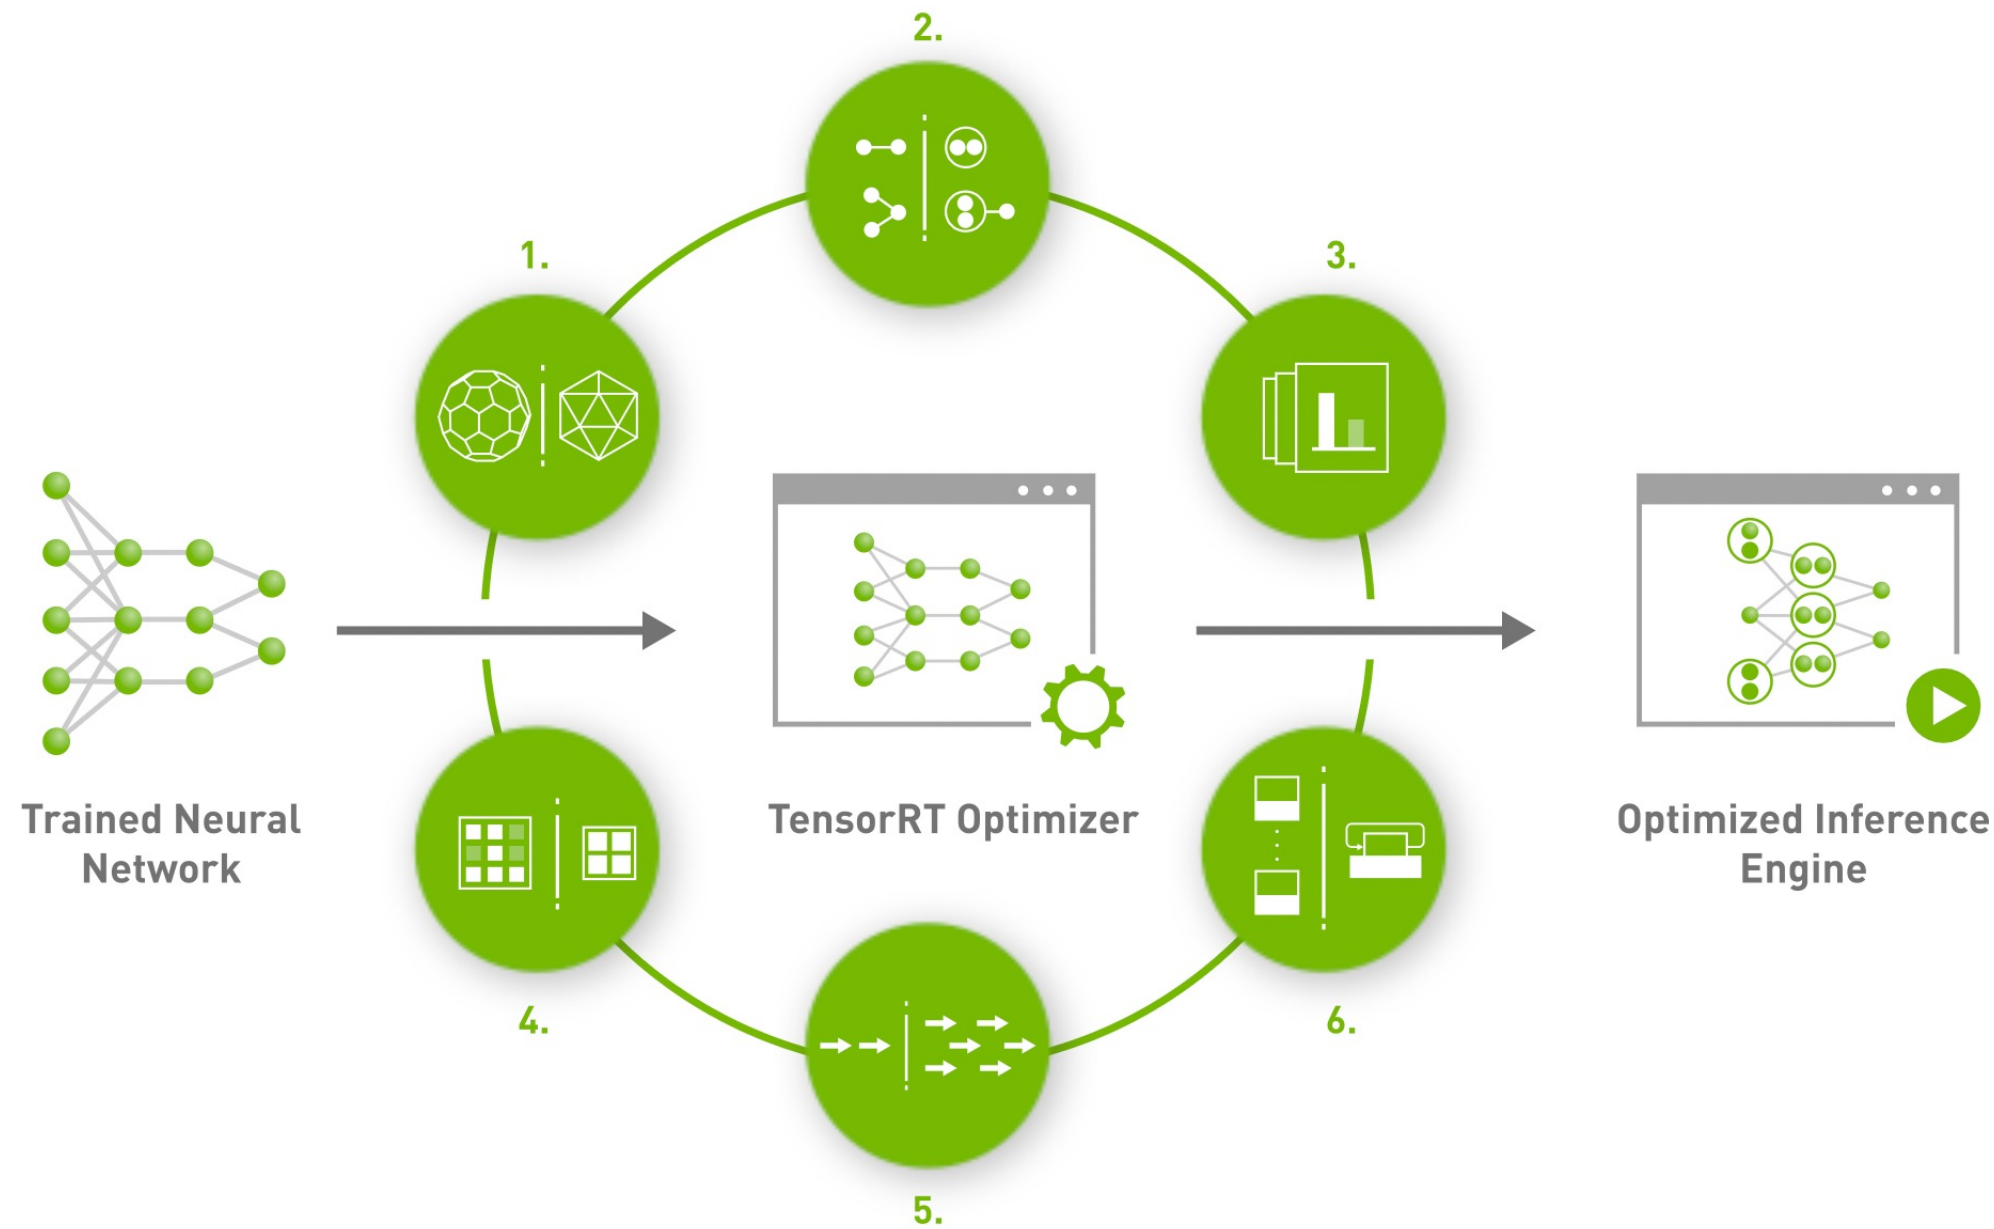 2.
1.
3.
Trained Neural
Network
TensorRT Optimizer
Optimized Inference
Engine
4.
6.
5.